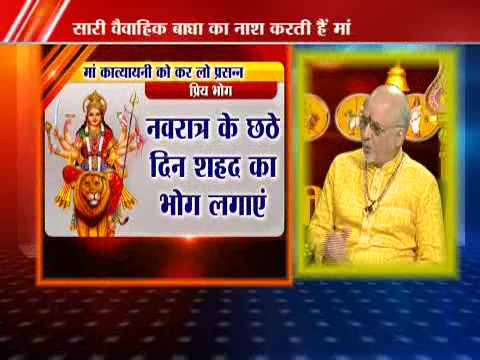 सारी वैवाहिक बाधा का नाश करती हैं मां
मां कात्यायनी को कर लो प्रसन्न
प्रिय भोग
नवरात्र के छठे
दिन शहद का
भोग लगाएं